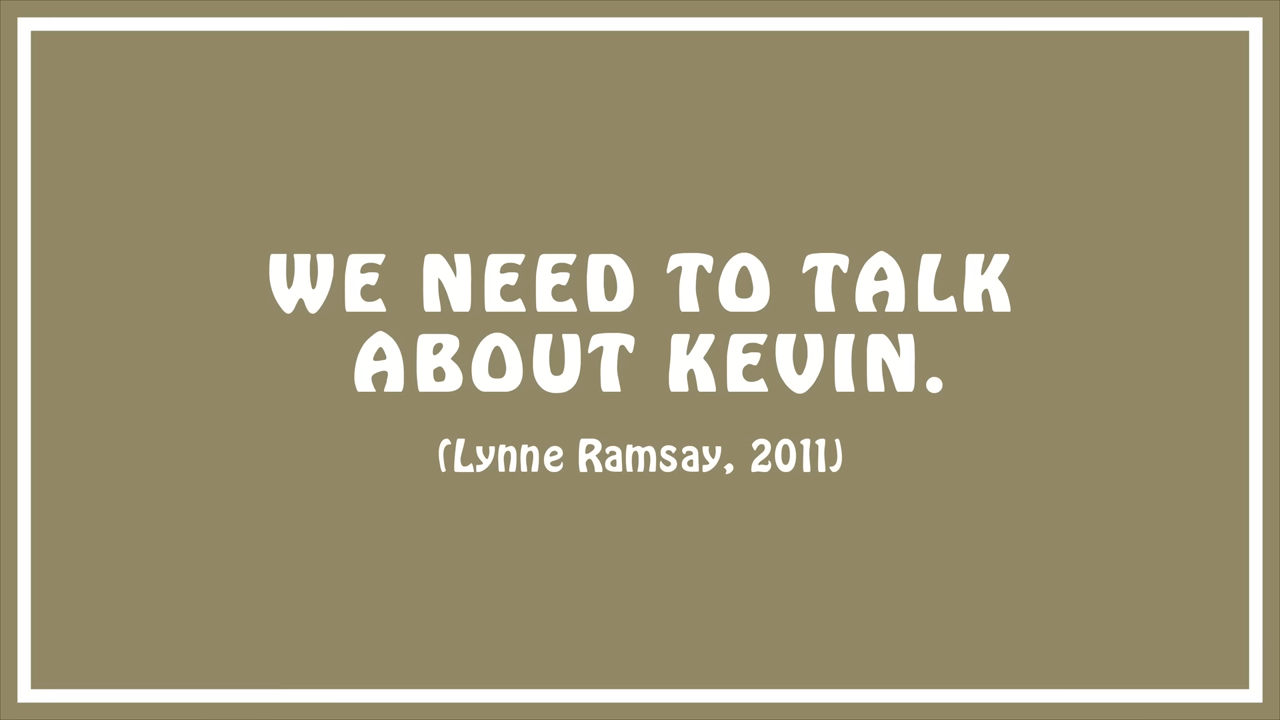 WE NEED TO TALK
ABOUT KEVIN.
(Lynne Ramsay, 2011)